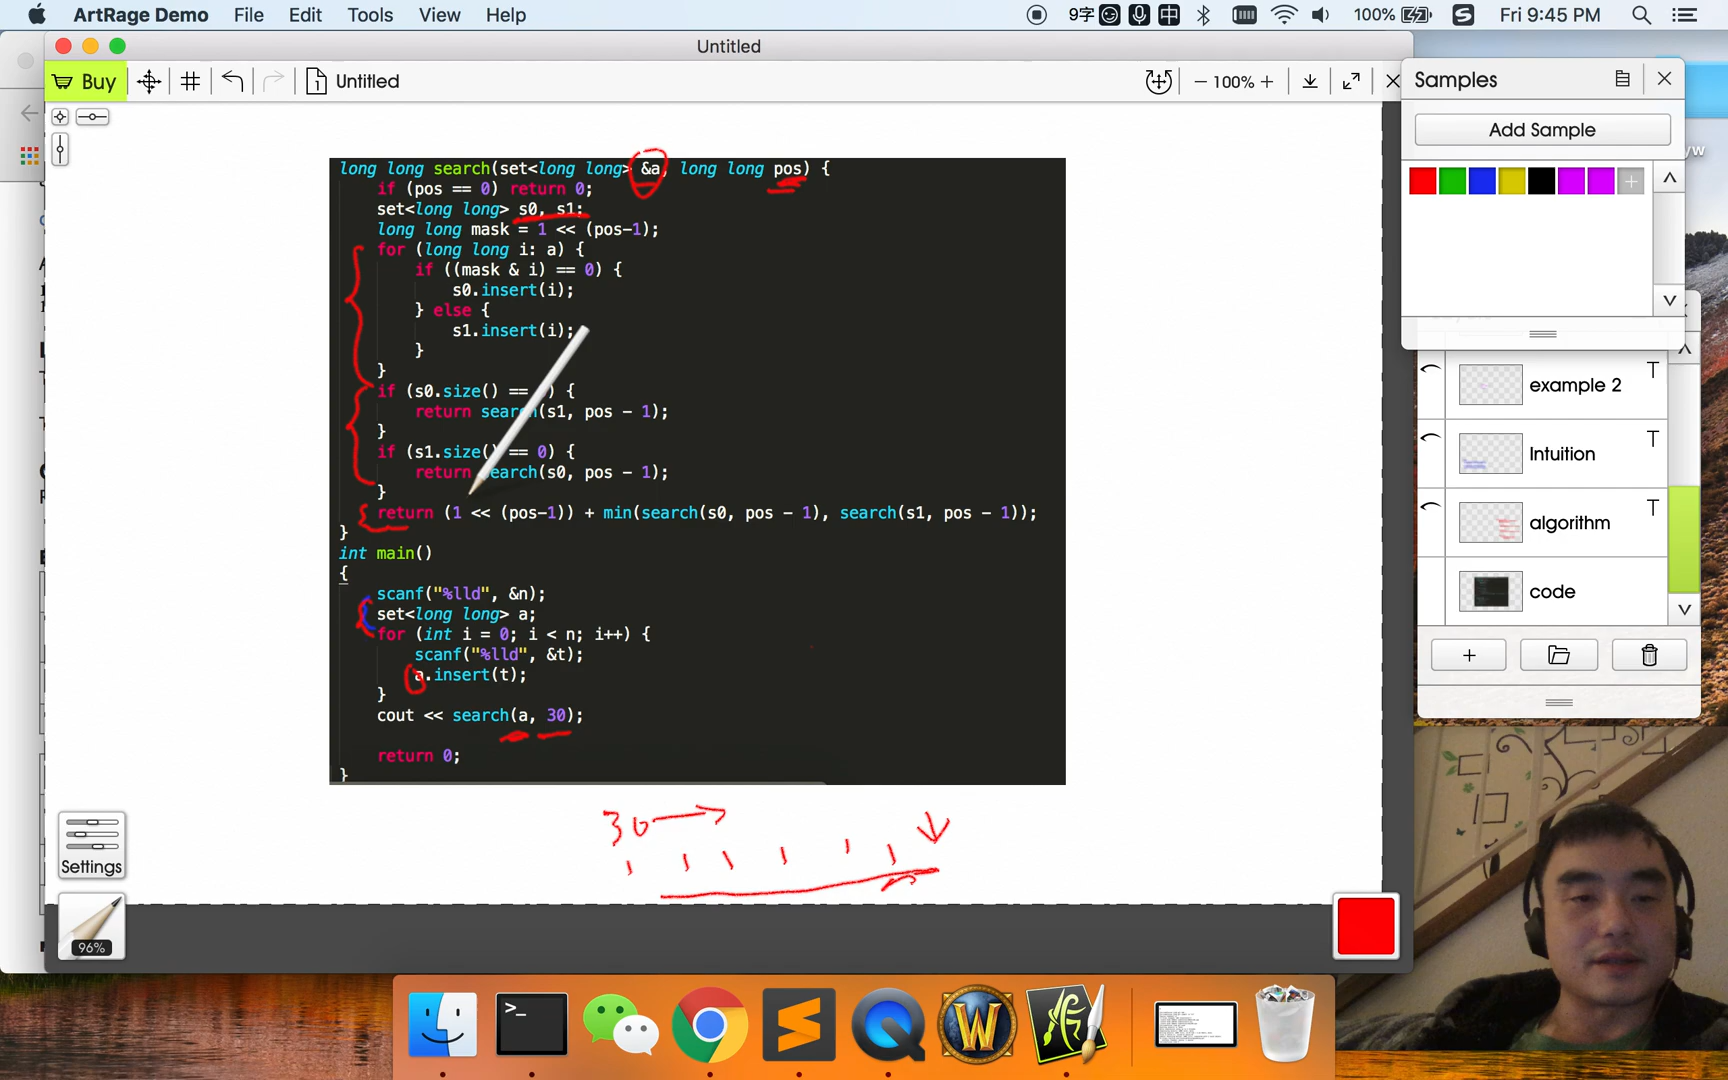 ArtRage Demo File Edit Tools View Help
9字 中 100% Fri 9:45 PM
Untitled
Buy Untitled 100%
Samples
Add Sample
example 2
Intuition
algorithm
code
long long search(set<long long> &a, long long pos) {
if (pos == 0) return 0;
set<long long> s0, s1;
long long mask = 1 << (pos-1);
for (long long i: a) {
if ((mask & i) == 0) {
s0.insert(i);
} else {
s1.insert(i);
}
}
if (s0.size() == ) {
return search(s1, pos - 1);
}
if (s1.size() == 0) {
return search(s0, pos - 1);
}
return (1 << (pos-1)) + min(search(s0, pos - 1), search(s1, pos - 1));
}
int main()
{
scanf("%lld", &n);
set<long long> a;
for (int i = 0; i < n; i++) {
scanf("%lld", &t);
a.insert(t);
}
cout << search(a, 30);
return 0;
}
30
Settings
96%